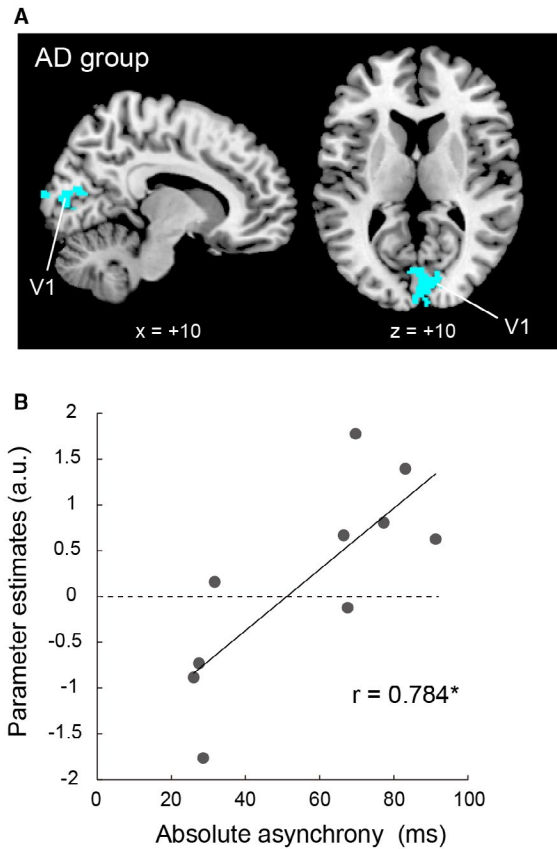 A
AD group
V1
V1
x = +10
z = +10
B
Parameter estimates (a.u.)
2
1.5
1
0.5
0
-0.5
-1
-1.5
-2
r = 0.784*
0 20 40 60 80 100
Absolute asynchrony (ms)